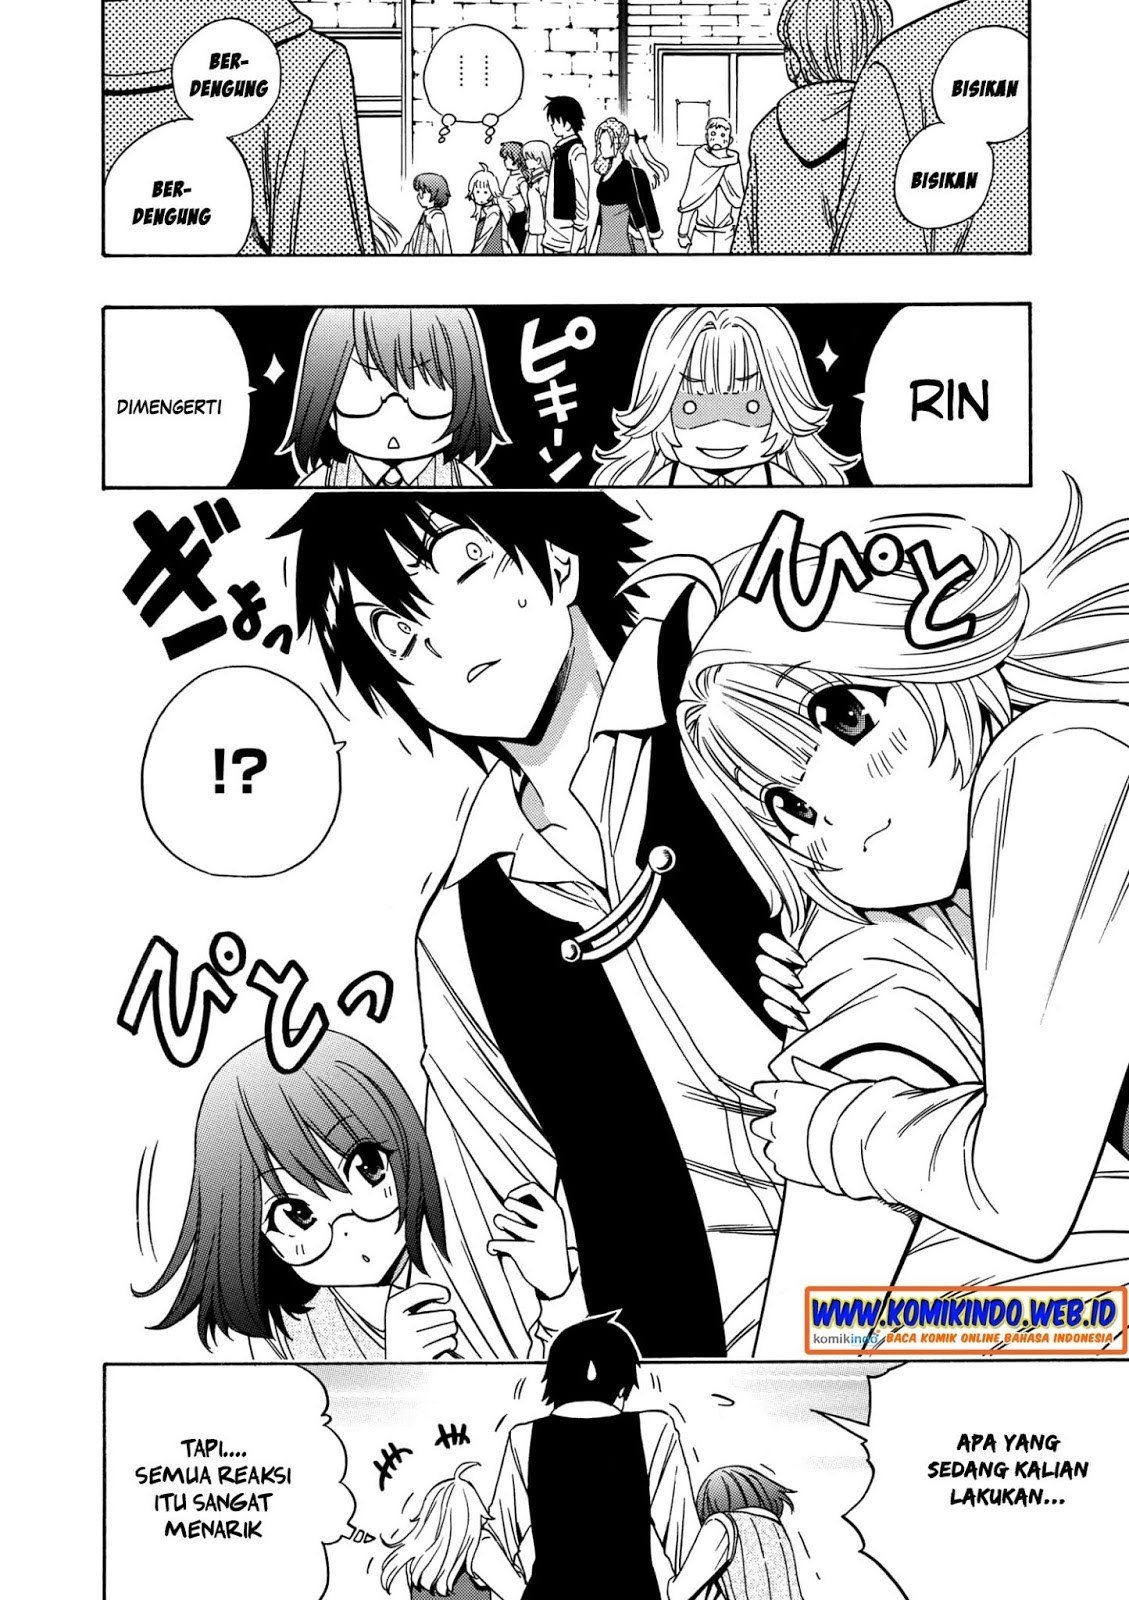 BISIKAN
BISIKAN
BER-
DENGUNG
BER-
DENGUNG
RIN
ピキーン
DIMENGERTI
ぴと
ぎょっ
!?
ぴとっ
WWW.KOMIKINDO.WEB.ID
komikindo BACA KOMIK ONLINE BAHASA INDONESIA
APA YANG
SEDANG KALIAN
LAKUKAN...
TAPI....
SEMUA REAKSI
ITU SANGAT
MENARIK